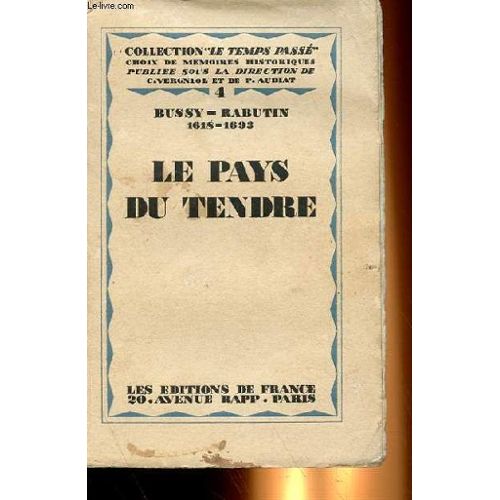 Le-livre.com
COLLECTION "LE TEMPS PASSÉ"
CHOIX DE MÉMOIRES HISTORIQUES
PUBLIÉE SOUS LA DIRECTION DE
C. VERGNIOL ET DE P. AUDIAT
4
BUSSY=RABUTIN
1618=1693
LE PAYS
DU TENDRE
LES EDITIONS DE FRANCE
20.AVENUE RAPP.PARIS